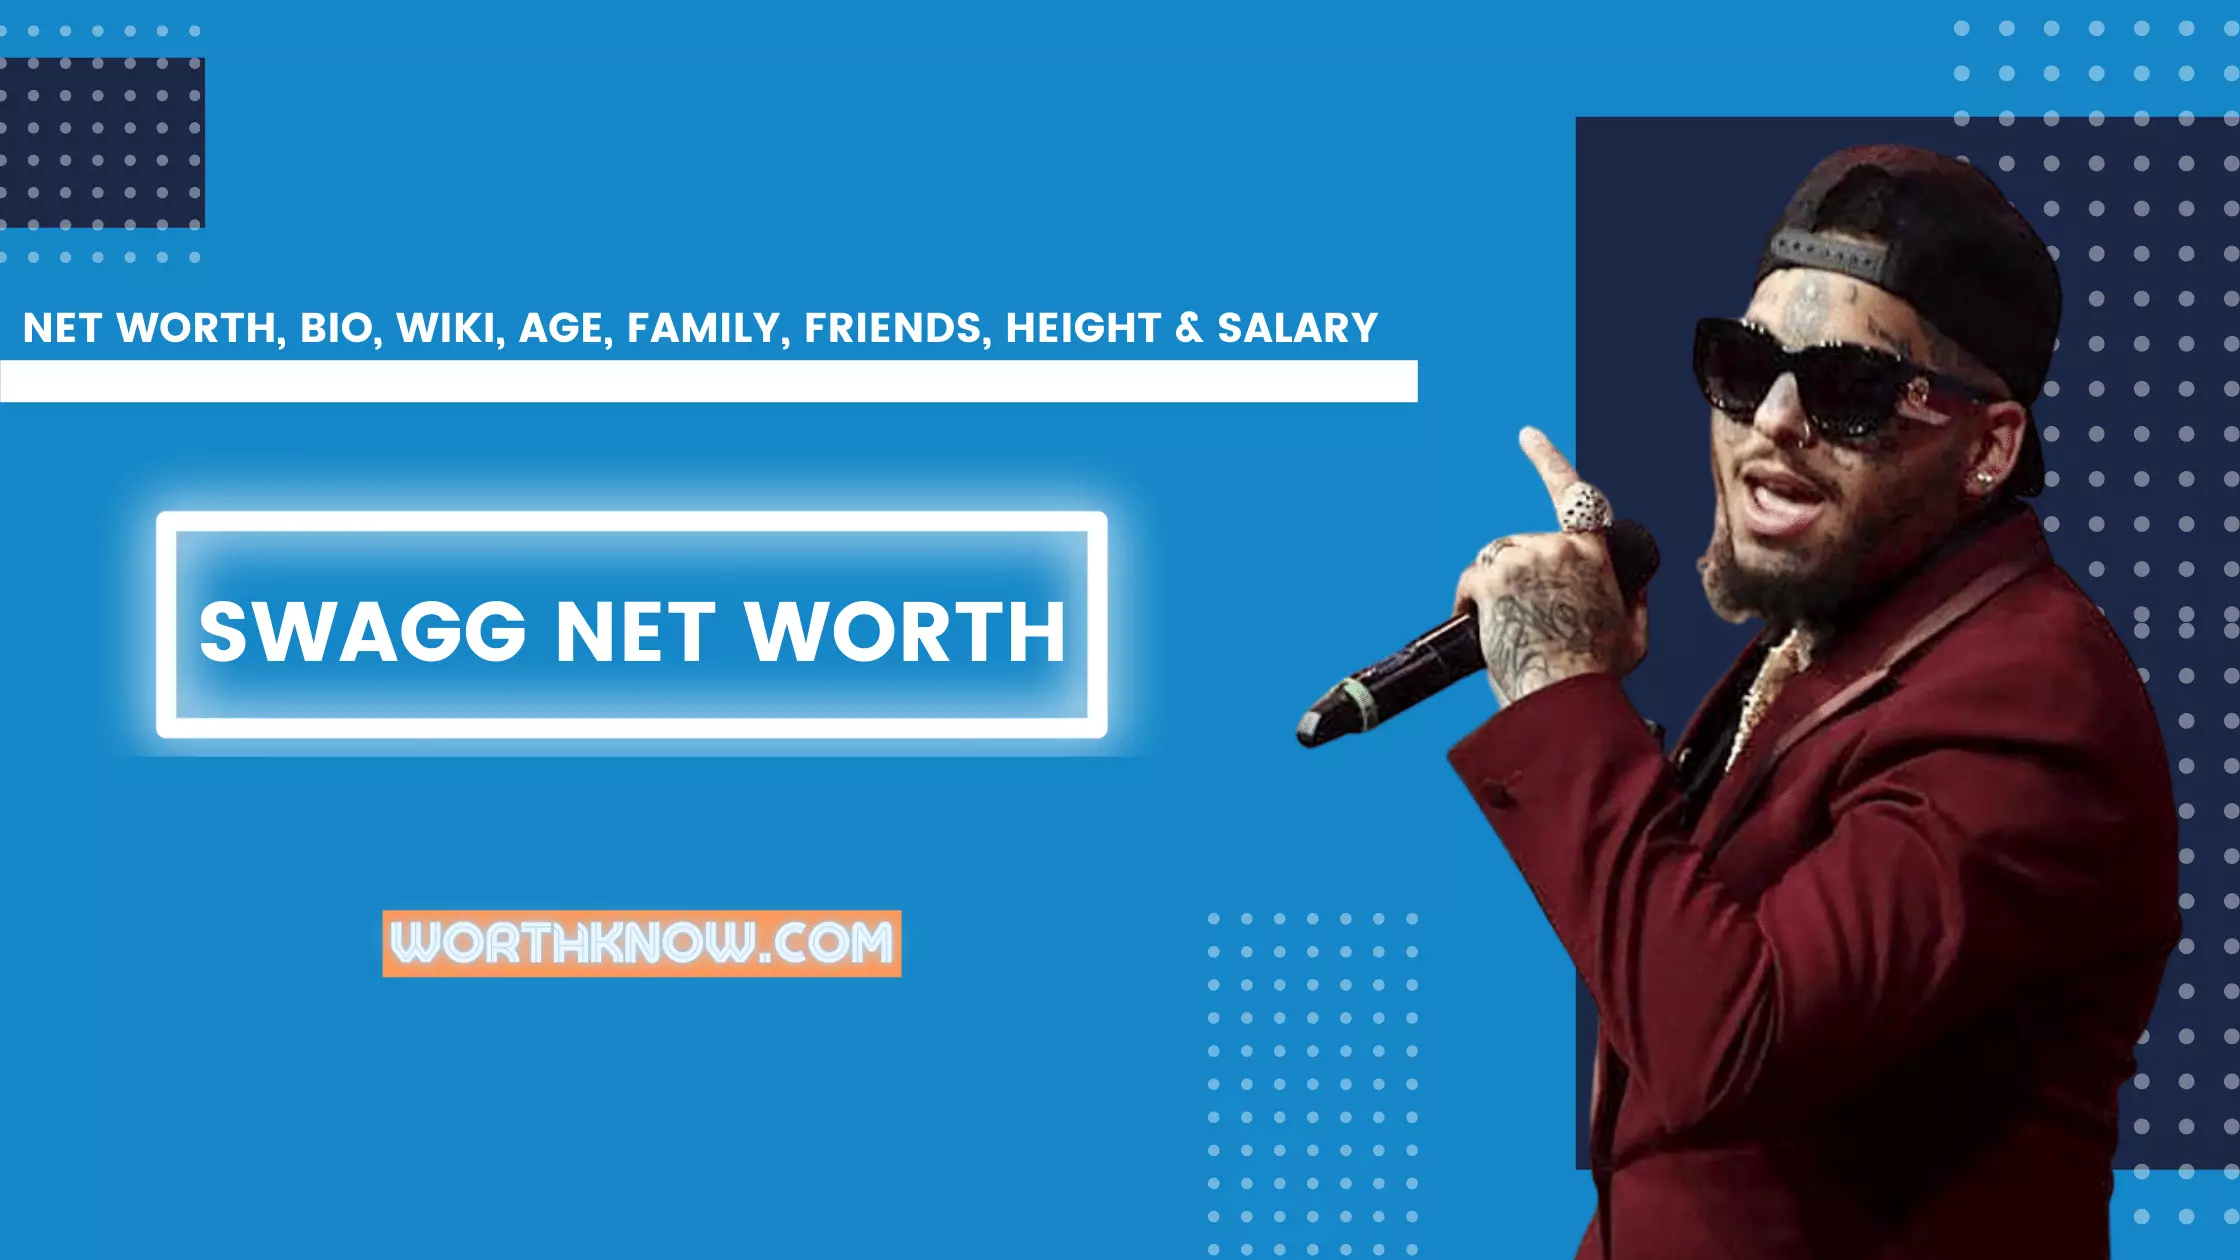 NET WORTH, BIO, WIKI, AGE, FAMILY, FRIENDS, HEIGHT & SALARY
SWAGG NET WORTH
WORTHKNOW.COM